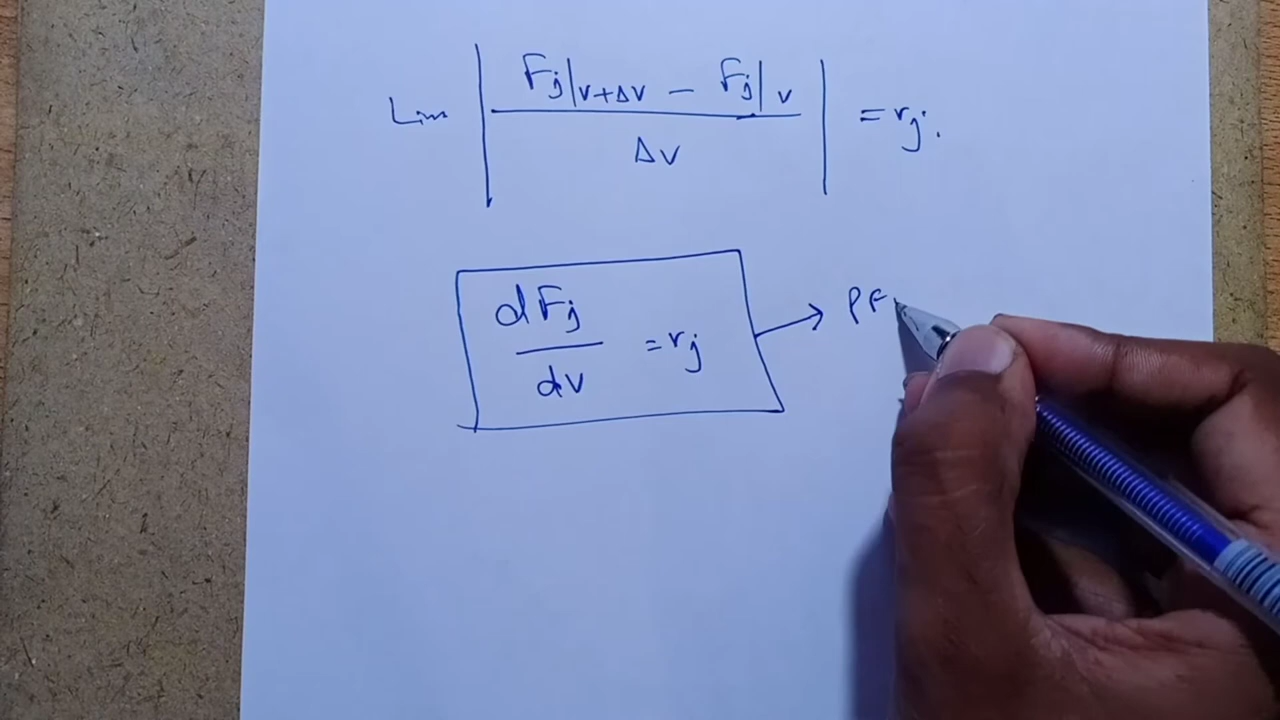 Lim | (Fj|V+ΔV − Fj|V) / ΔV | = rj.
dFj / dV = rj → PF